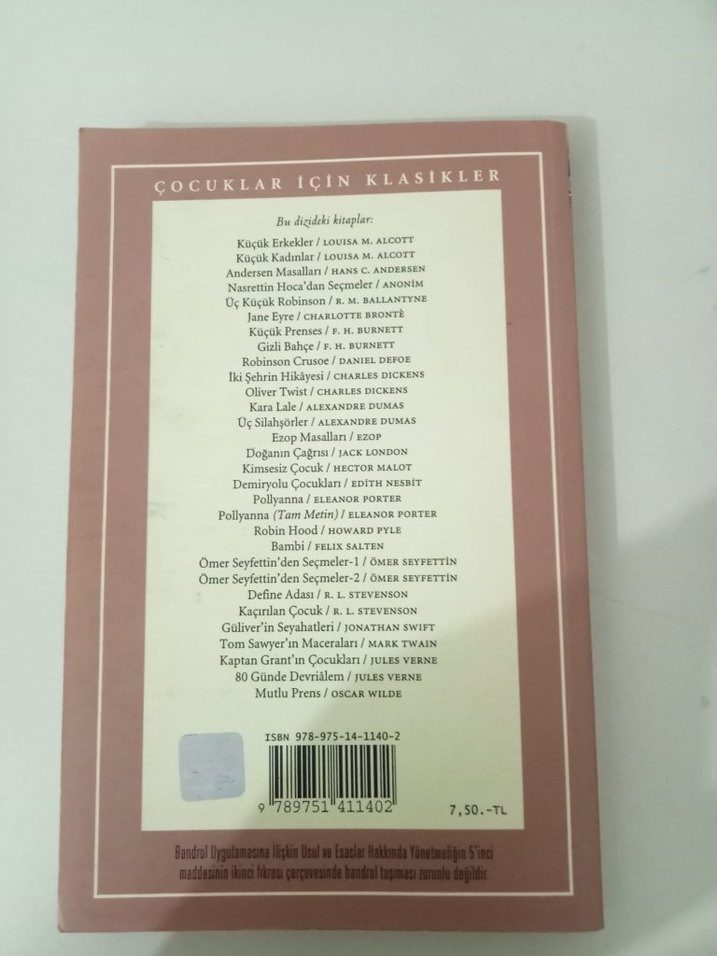 ÇOCUKLAR İÇİN KLASİKLER
Bu dizideki kitaplar:
Küçük Erkekler / LOUISA M. ALCOTT
Küçük Kadınlar / LOUISA M. ALCOTT
Andersen Masalları / HANS C. ANDERSEN
Nasrettin Hoca'dan Seçmeler / ANONİM
Üç Küçük Robinson / R. M. BALLANTYNE
Jane Eyre / CHARLOTTE BRONTË
Küçük Prenses / F. H. BURNETT
Gizli Bahçe / F. H. BURNETT
Robinson Crusoe / DANIEL DEFOE
İki Şehrin Hikâyesi / CHARLES DICKENS
Oliver Twist / CHARLES DICKENS
Kara Lale / ALEXANDRE DUMAS
Üç Silahşörler / ALEXANDRE DUMAS
Ezop Masalları / EZOP
Doğanın Çağrısı / JACK LONDON
Kimsesiz Çocuk / HECTOR MALOT
Demiryolu Çocukları / EDITH NESBIT
Pollyanna / ELEANOR PORTER
Pollyanna (Tam Metin) / ELEANOR PORTER
Robin Hood / HOWARD PYLE
Bambi / FELIX SALTEN
Ömer Seyfettin'den Seçmeler-1 / ÖMER SEYFETTİN
Ömer Seyfettin'den Seçmeler-2 / ÖMER SEYFETTİN
Define Adası / R. L. STEVENSON
Kaçırılan Çocuk / R. L. STEVENSON
Güliver'in Seyahatleri / JONATHAN SWIFT
Tom Sawyer'ın Maceraları / MARK TWAIN
Kaptan Grant'ın Çocukları / JULES VERNE
80 Günde Devriâlem / JULES VERNE
Mutlu Prens / OSCAR WILDE
ISBN 978-975-14-1140-2
9 789751 411402
7,50.-TL
Bandrol Uygulamasına İlişkin Usul ve Esaslar Hakkında Yönetmeliğin 5'inci
maddesinin ikinci fıkrası çerçevesinde bandrol taşıması zorunlu değildir.